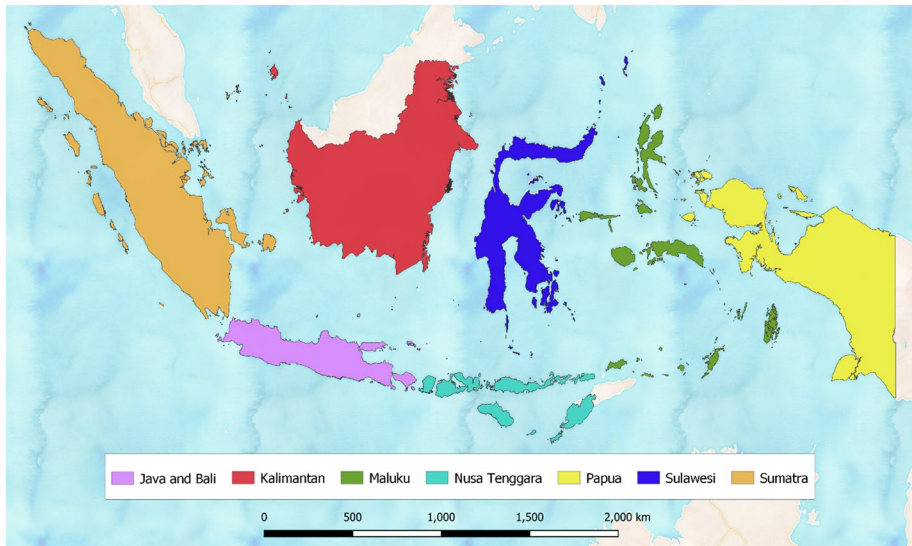 Java and Bali Kalimantan Maluku Nusa Tenggara Papua Sulawesi Sumatra
0 500 1,000 1,500 2,000 km